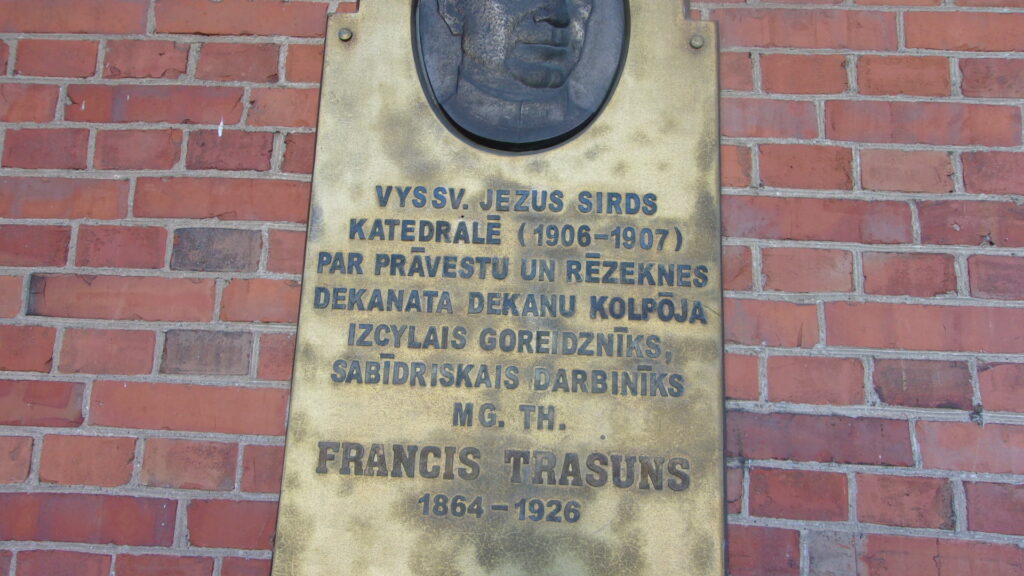 VYSSV. JEZUS SIRDS
KATEDRALĒ (1906-1907)
PAR PRĀVESTU UN RĒZEKNES
DEKANATA DEKANU KOLPŌJA
IZCYLAIS GOREIDZNĪKS,
SABĪDRISKAIS DARBINĪKS
MG. TH.
FRANCIS TRASUNS
1864-1926